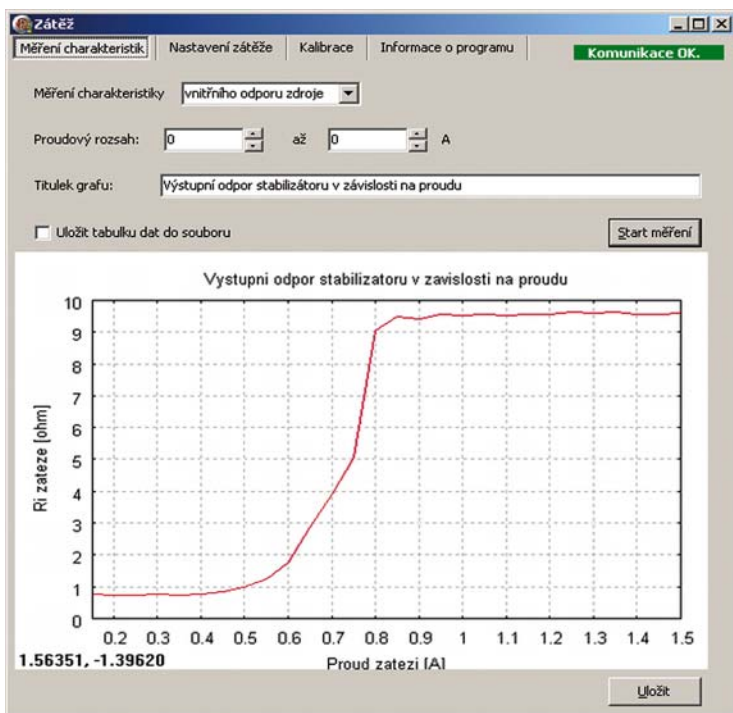 Zátěž
Měření charakteristik Nastavení zátěže Kalibrace Informace o programu Komunikace OK.
Měření charakteristiky vnitřního odporu zdroje
Proudový rozsah: 0 až 0 A
Titulek grafu: Výstupní odpor stabilizátoru v závislosti na proudu
Uložit tabulku dat do souboru Start měření
Vystupni odpor stabilizatoru v zavislosti na proudu
10
9
8
7
6
5
4
3
2
1
0
Ri zateze [ohm]
0.2 0.3 0.4 0.5 0.6 0.7 0.8 0.9 1 1.1 1.2 1.3 1.4 1.5
1.56351, -1.39620 Proud zatezi [A]
Uložit